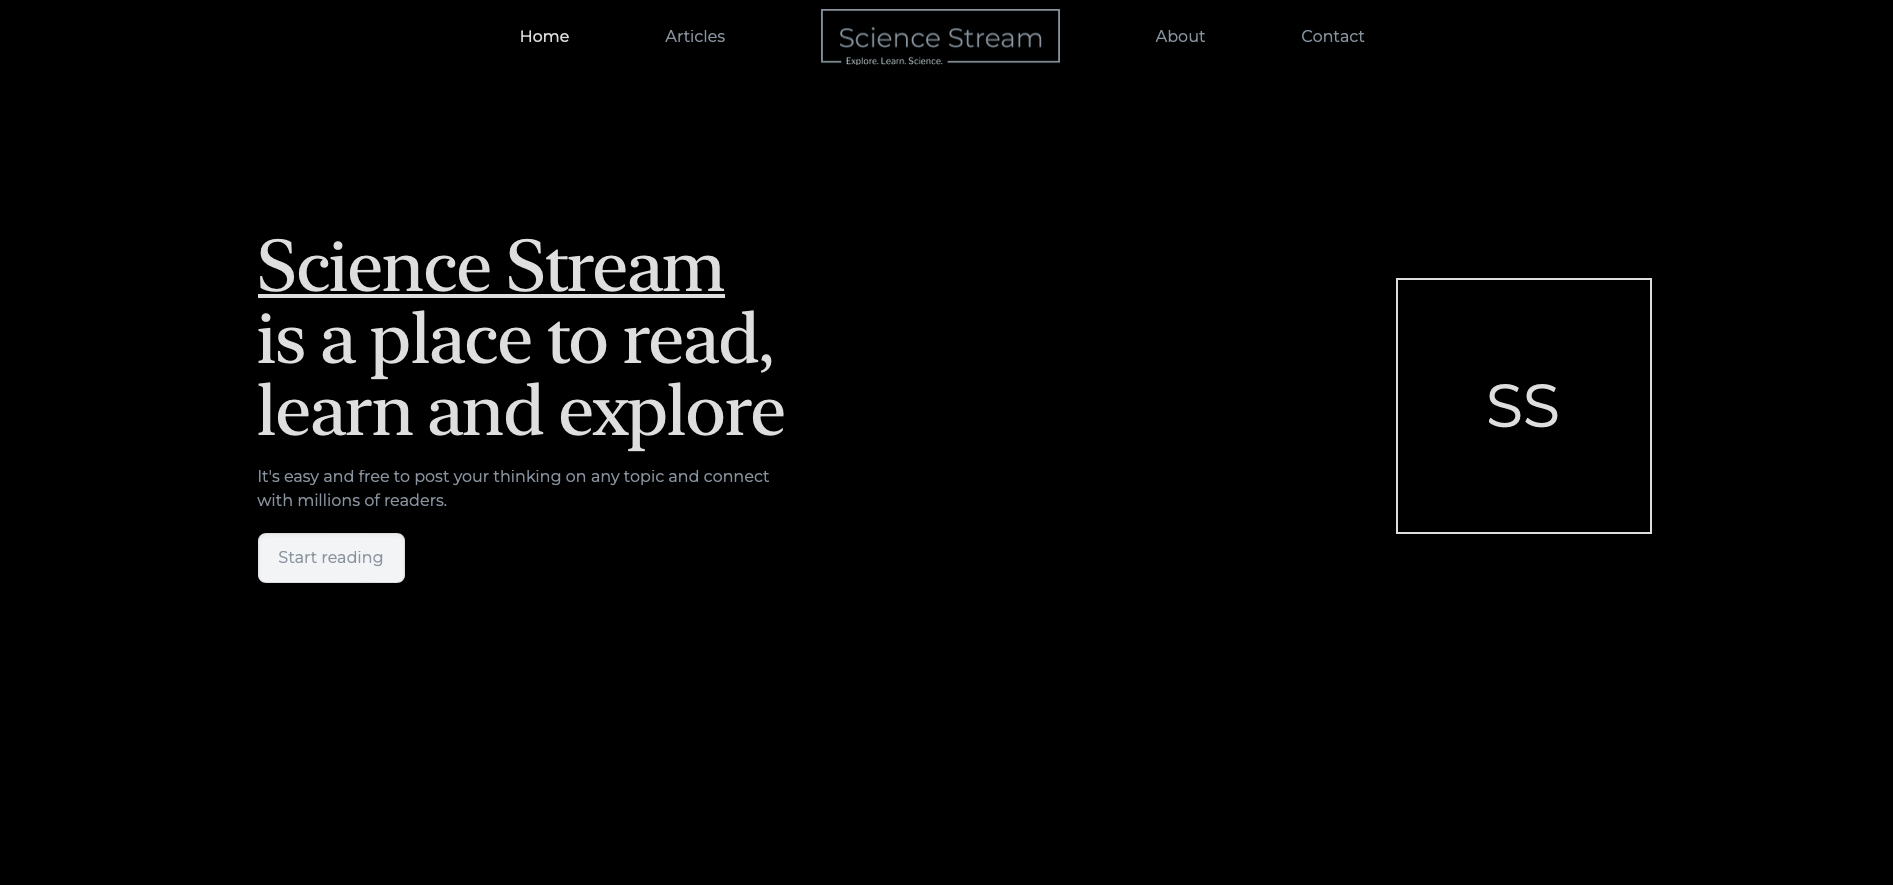 Home
Articles
Science Stream
Explore. Learn. Science.
About
Contact
Science Stream
is a place to read,
learn and explore
It's easy and free to post your thinking on any topic and connect
with millions of readers.
Start reading
SS